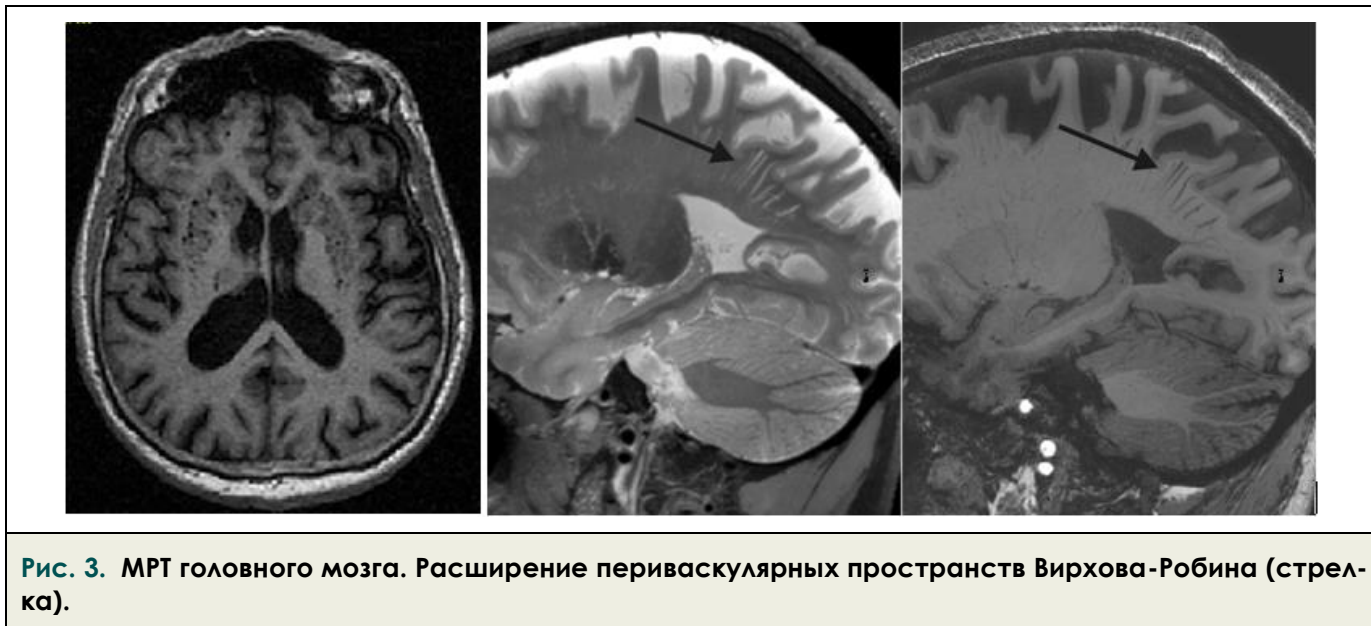 Рис. 3. МРТ головного мозга. Расширение периваскулярных пространств Вирхова-Робина (стрел-
ка).